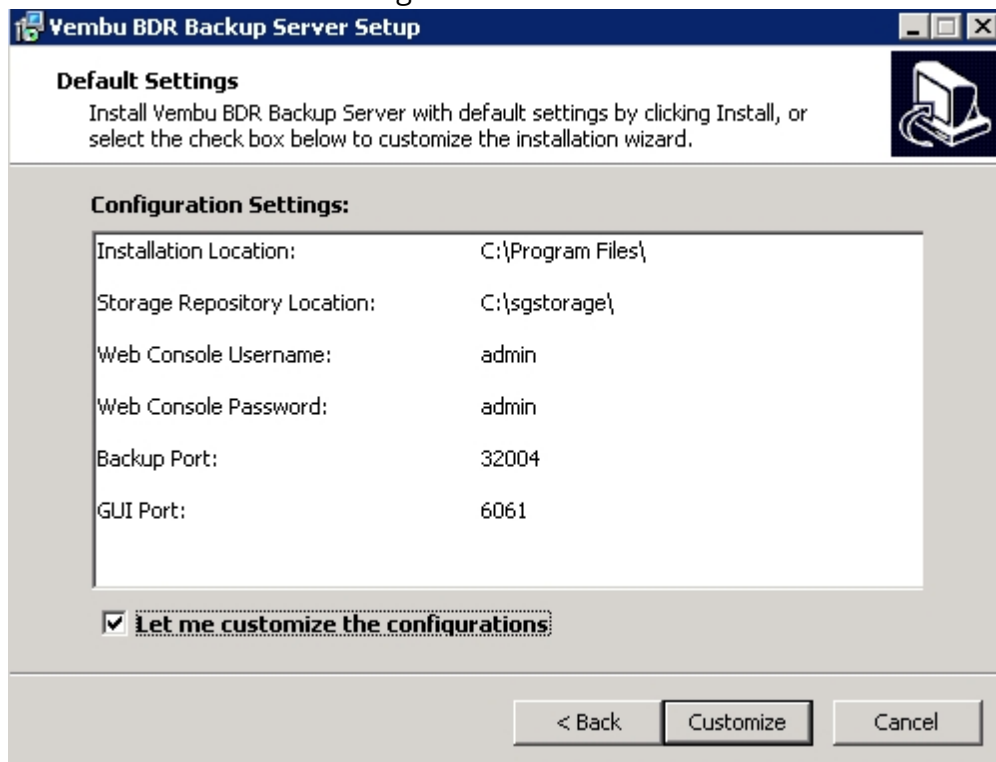 Vembu BDR Backup Server Setup
Default Settings
Install Vembu BDR Backup Server with default settings by clicking Install, or
select the check box below to customize the installation wizard.
Configuration Settings:
Installation Location: C:\Program Files\
Storage Repository Location: C:\sgstorage\
Web Console Username: admin
Web Console Password: admin
Backup Port: 32004
GUI Port: 6061
Let me customize the configurations
< Back Customize Cancel